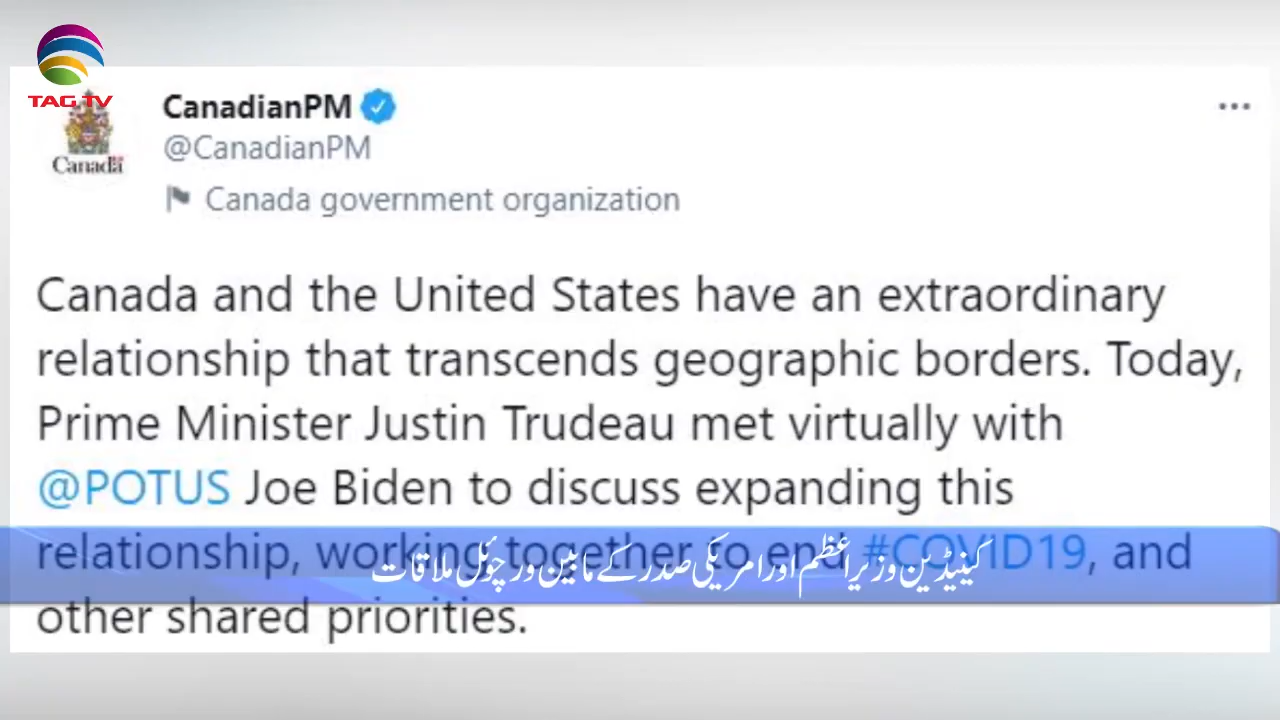 TAG TV
CanadianPM
@CanadianPM
Canada
Canada government organization
Canada and the United States have an extraordinary
relationship that transcends geographic borders. Today,
Prime Minister Justin Trudeau met virtually with
@POTUS Joe Biden to discuss expanding this
relationship, working together to end #COVID19, and
کینیڈین وزیراعظم اور امریکی صدر کے مابین ورچوئل ملاقات
other shared priorities.